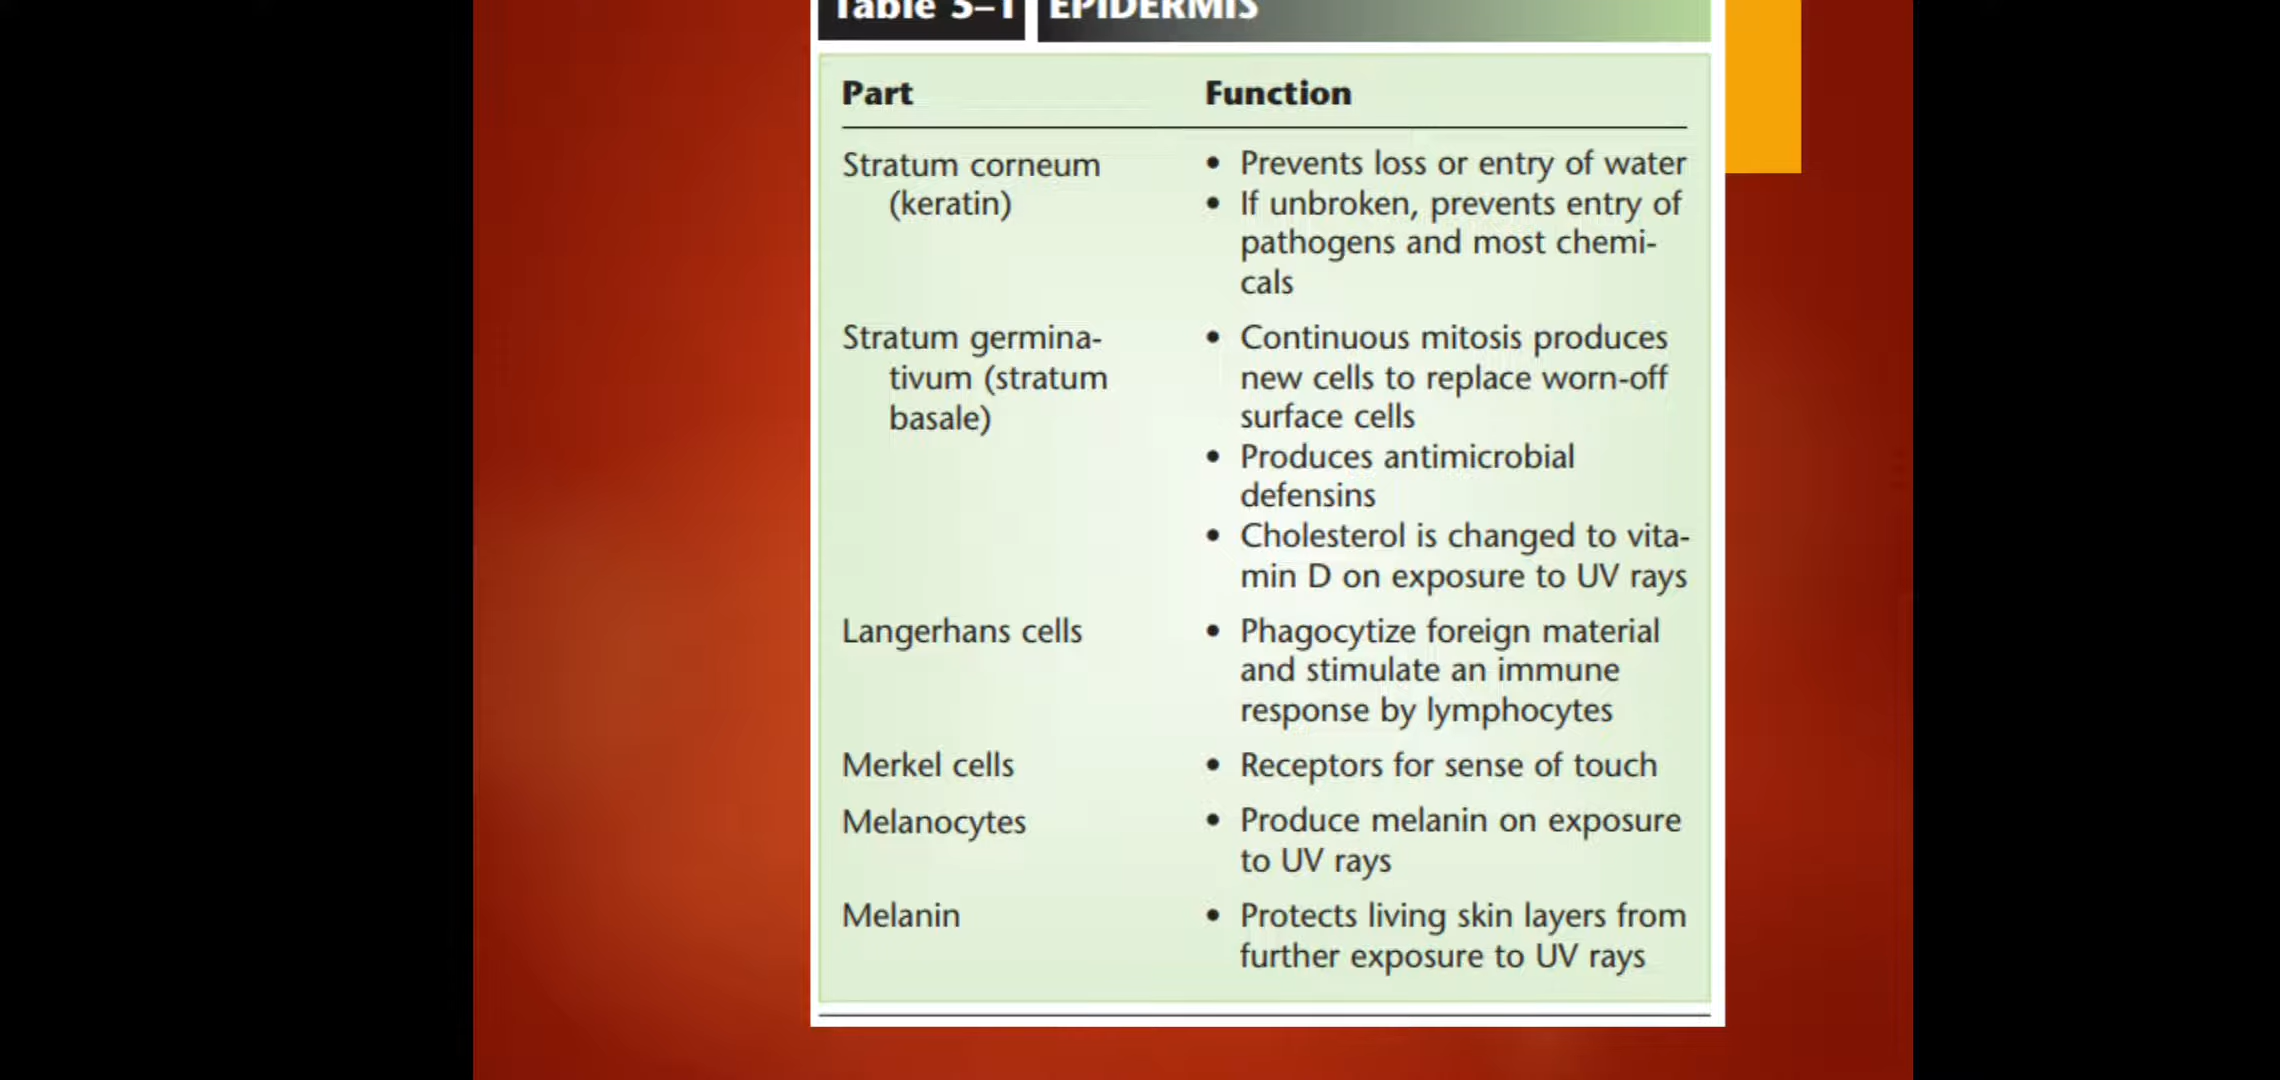 Table 5–1 EPIDERMIS
Part Function
Stratum corneum
(keratin)
• Prevents loss or entry of water
• If unbroken, prevents entry of
pathogens and most chemi-
cals
Stratum germina-
tivum (stratum
basale)
• Continuous mitosis produces
new cells to replace worn-off
surface cells
• Produces antimicrobial
defensins
• Cholesterol is changed to vita-
min D on exposure to UV rays
Langerhans cells
• Phagocytize foreign material
and stimulate an immune
response by lymphocytes
Merkel cells
• Receptors for sense of touch
Melanocytes
• Produce melanin on exposure
to UV rays
Melanin
• Protects living skin layers from
further exposure to UV rays